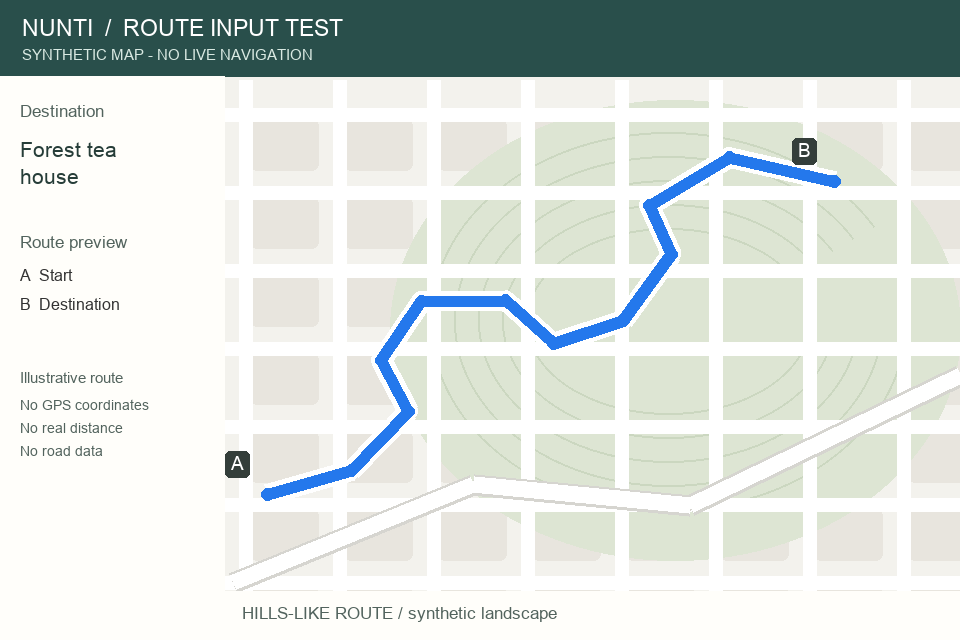 NUNTI / ROUTE INPUT TEST
SYNTHETIC MAP - NO LIVE NAVIGATION
Destination
Forest tea
house
Route preview
A Start
B Destination
Illustrative route
No GPS coordinates
No real distance
No road data
B
A
HILLS-LIKE ROUTE / synthetic landscape